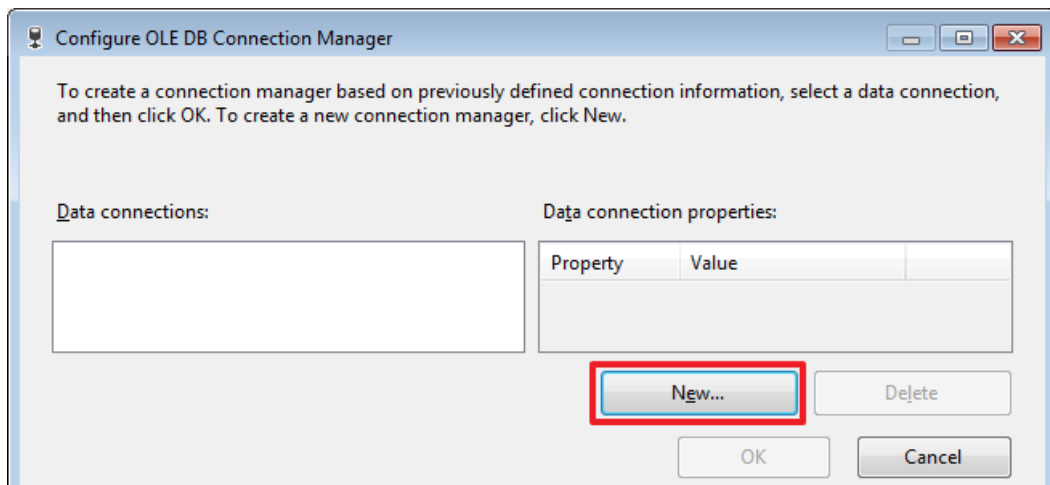 Configure OLE DB Connection Manager
To create a connection manager based on previously defined connection information, select a data connection,
and then click OK. To create a new connection manager, click New.
Data connections:
Data connection properties:
Property Value
New...
Delete
OK
Cancel